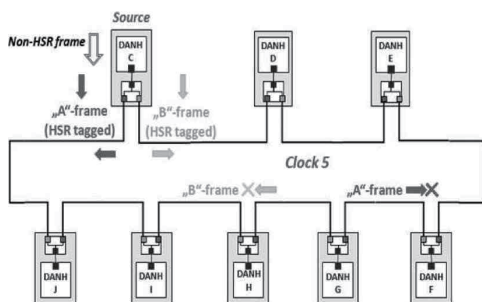 Source
Non-HSR frame
DANH
C
DANH
D
DANH
E
„A“-frame
(HSR tagged)
„B“-frame
(HSR tagged)
Clock 5
„B“-frame
„A“-frame
DANH
J
DANH
I
DANH
H
DANH
G
DANH
F